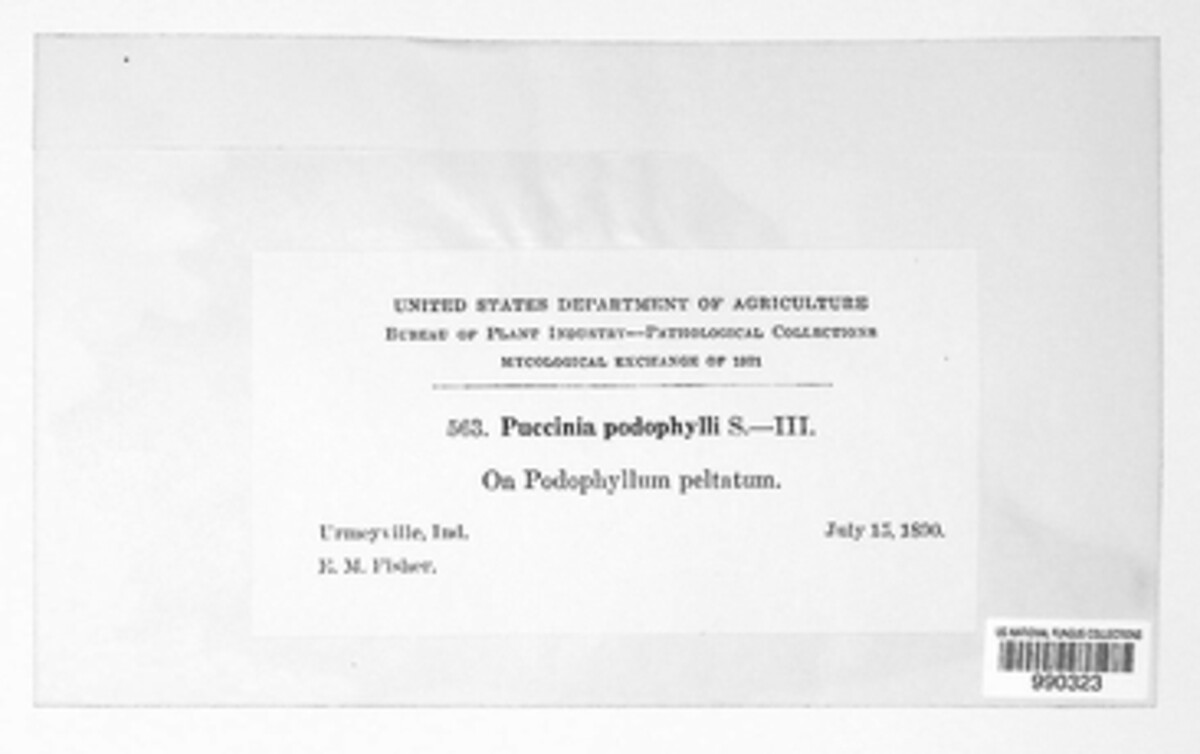 UNITED STATES DEPARTMENT OF AGRICULTURE
BUREAU OF PLANT INDUSTRY—PATHOLOGICAL COLLECTIONS
MYCOLOGICAL EXCHANGE OF 1921
563. Puccinia podophylli S.—III.
On Podophyllum peltatum.
Urmeyville, Ind.
July 15, 1890.
E. M. Fisher.
US NATIONAL FUNGUS COLLECTIONS
990323